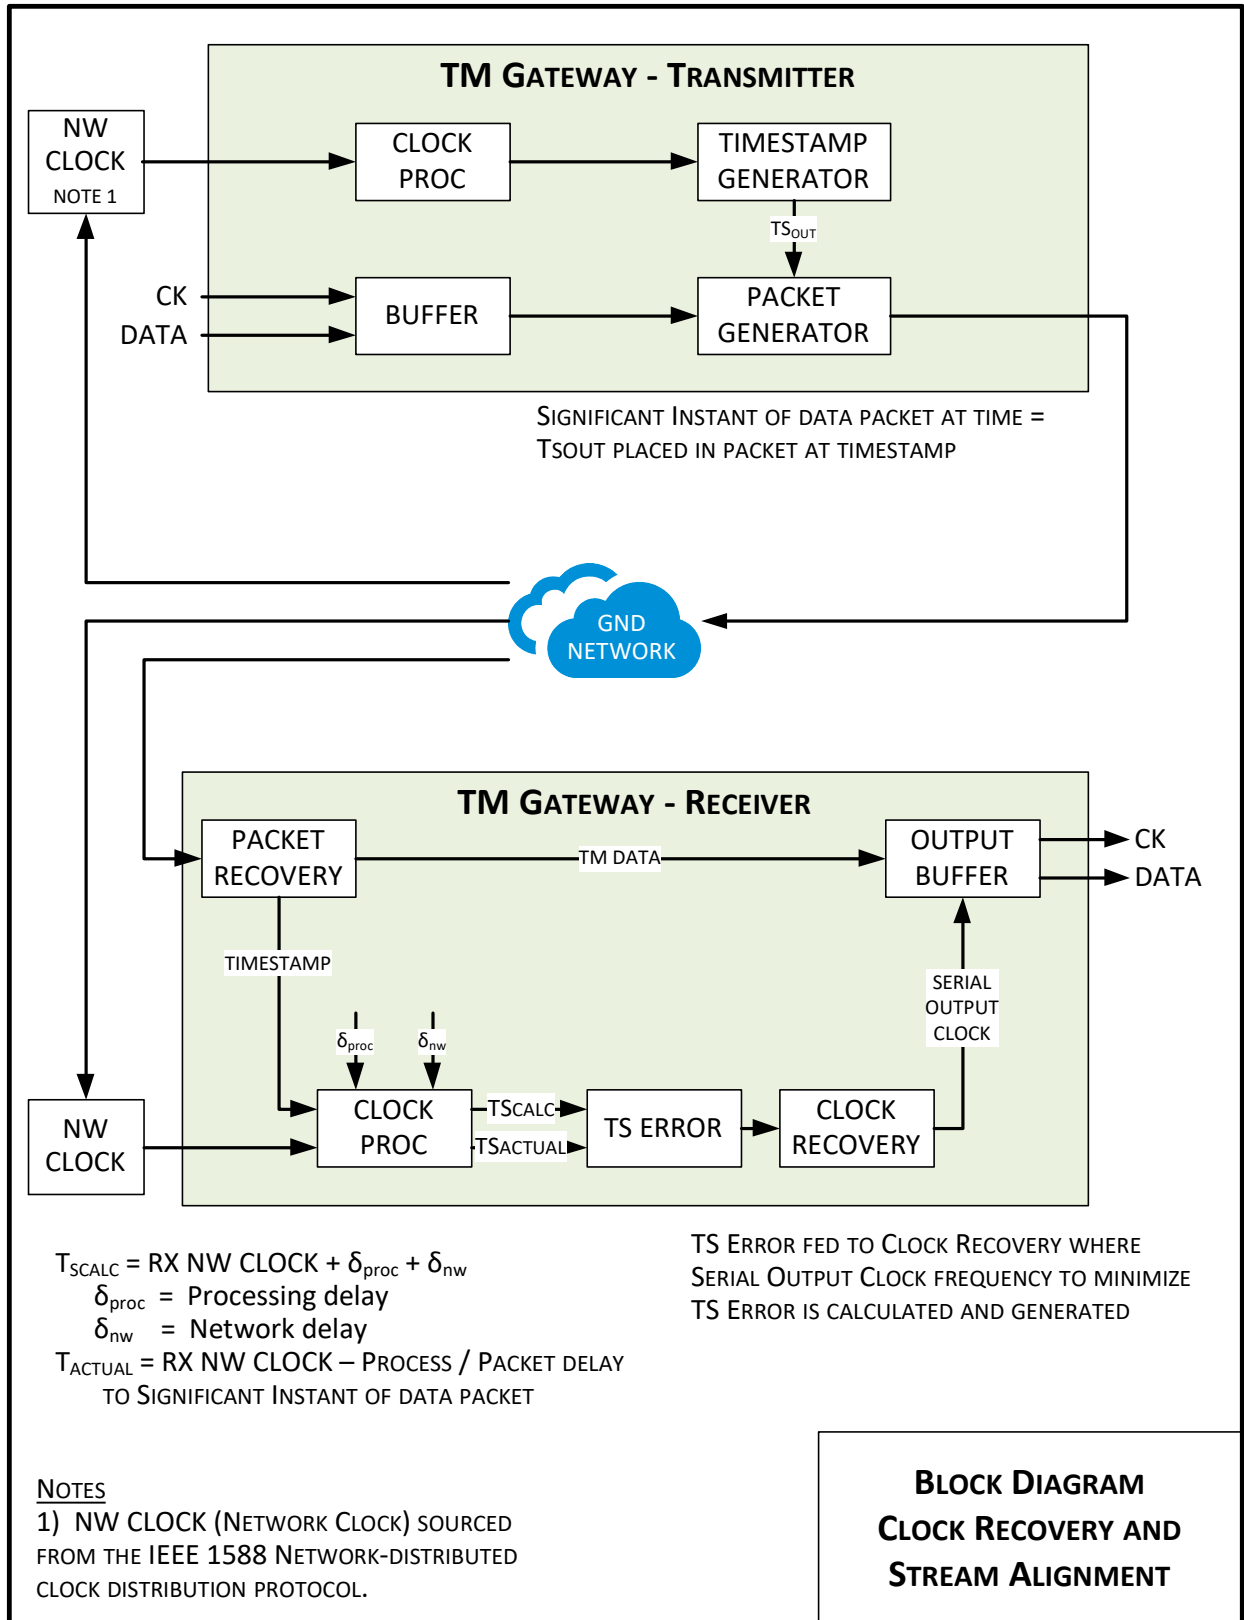 TM GATEWAY - TRANSMITTER
NW
CLOCK
NOTE 1
CLOCK
PROC
TIMESTAMP
GENERATOR
TSOUT
CK
DATA
BUFFER
PACKET
GENERATOR
SIGNIFICANT INSTANT OF DATA PACKET AT TIME =
TSOUT PLACED IN PACKET AT TIMESTAMP
GND
NETWORK
TM GATEWAY - RECEIVER
PACKET
RECOVERY
TM DATA
OUTPUT
BUFFER
CK
DATA
TIMESTAMP
SERIAL
OUTPUT
CLOCK
δproc
δnw
NW
CLOCK
CLOCK
PROC
TSCALC
TSACTUAL
TS ERROR
CLOCK
RECOVERY
TSCALC = RX NW CLOCK + δproc + δnw
δproc = Processing delay
δnw = Network delay
TACTUAL = RX NW CLOCK – PROCESS / PACKET DELAY
TO SIGNIFICANT INSTANT OF DATA PACKET
TS ERROR FED TO CLOCK RECOVERY WHERE
SERIAL OUTPUT CLOCK FREQUENCY TO MINIMIZE
TS ERROR IS CALCULATED AND GENERATED
NOTES
1) NW CLOCK (NETWORK CLOCK) SOURCED
FROM THE IEEE 1588 NETWORK-DISTRIBUTED
CLOCK DISTRIBUTION PROTOCOL.
BLOCK DIAGRAM
CLOCK RECOVERY AND
STREAM ALIGNMENT